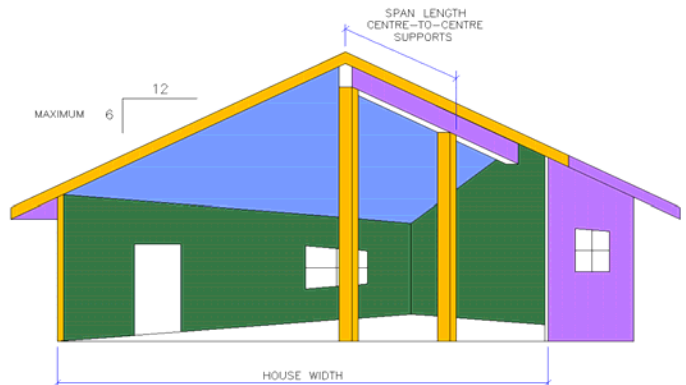 SPAN LENGTH
CENTRE-TO-CENTRE
SUPPORTS
12
MAXIMUM 6
HOUSE WIDTH